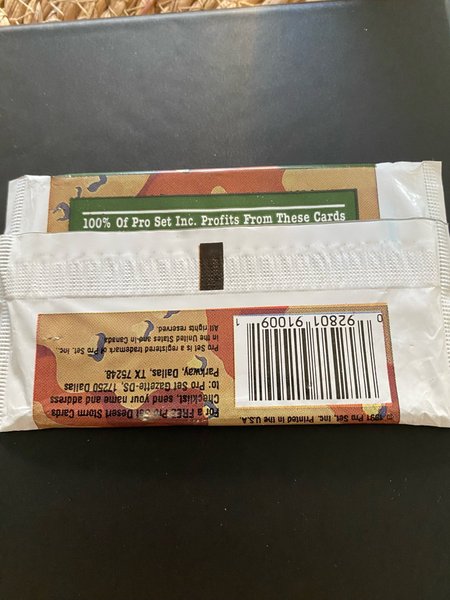 100% Of Pro Set Inc. Profits From These Cards
For a FREE Pro Set Desert Storm Cards
Checklist, send your name and address
to: Pro Set Gazette-DS, 17250 Dallas
Parkway, Dallas, TX 75248.
Pro Set is a registered trademark of Pro Set, Inc.
in the United States and in Canada.
All rights reserved.
© 1991 Pro Set, Inc. Printed in the U.S.A.
0 92801 91009 1